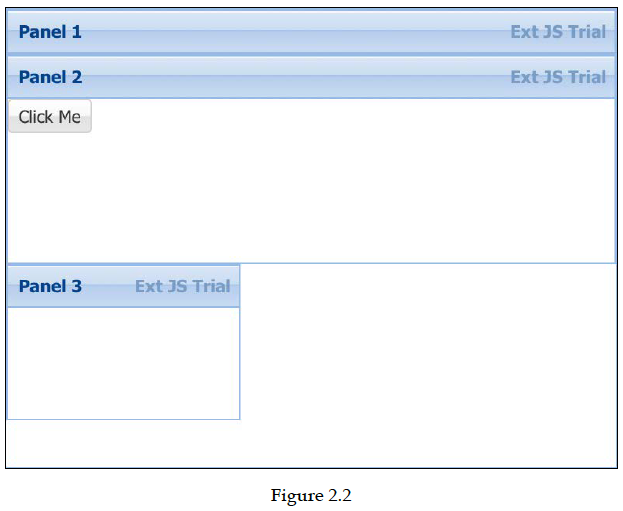 Panel 1 Ext JS Trial
Panel 2 Ext JS Trial
Click Me
Panel 3 Ext JS Trial
Figure 2.2